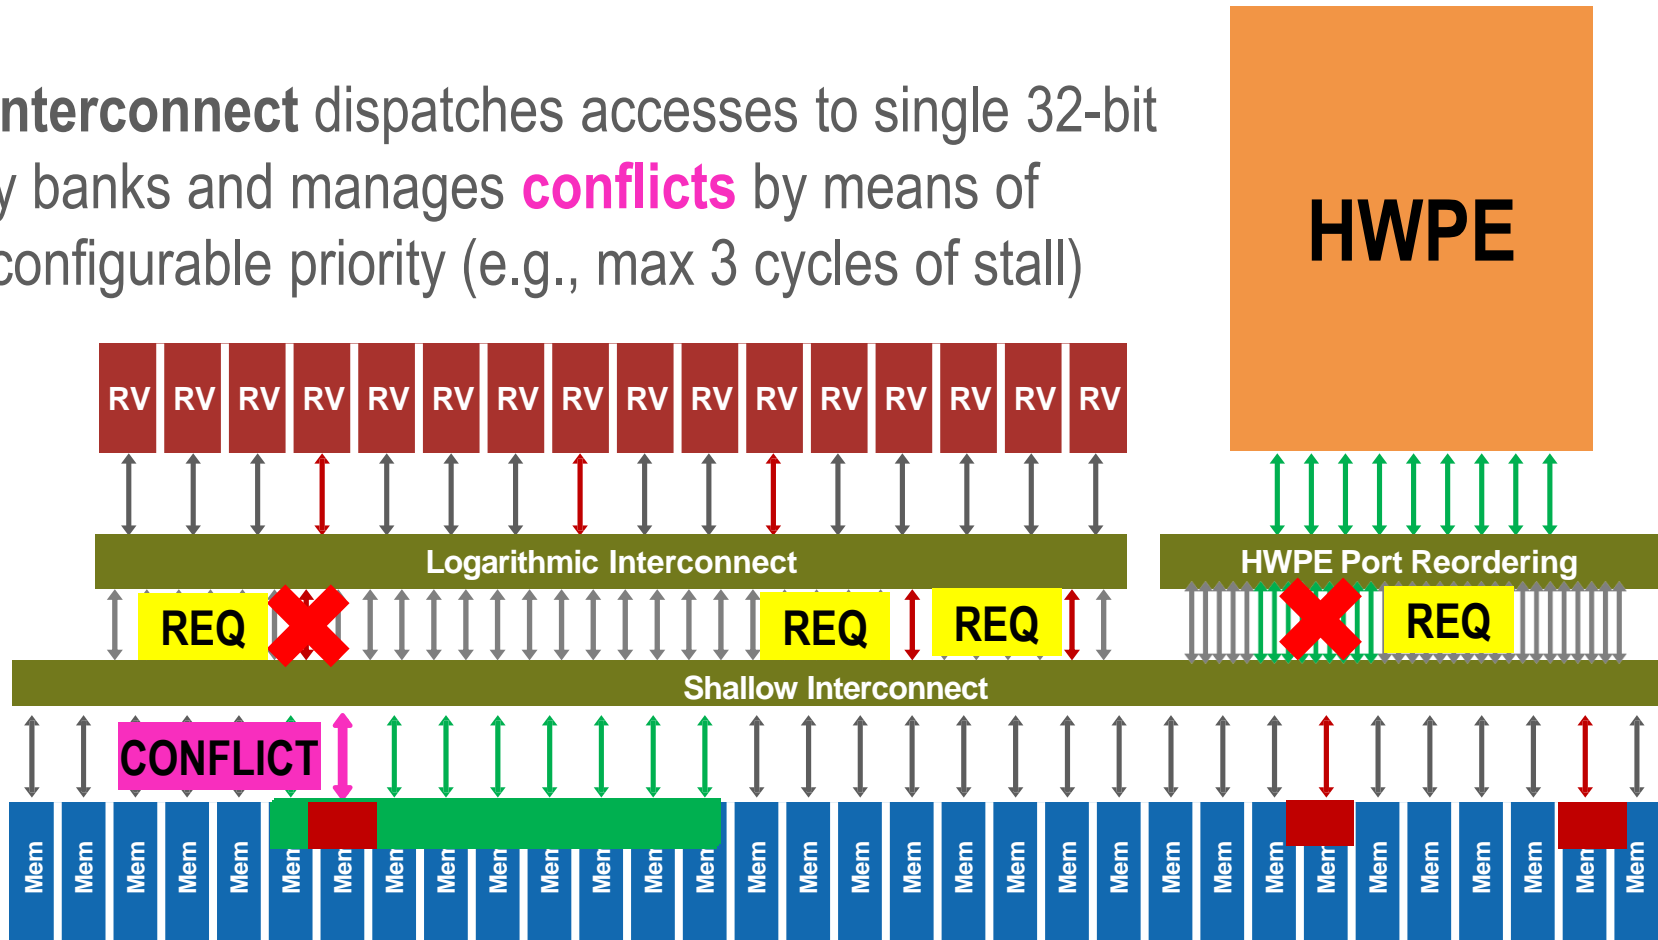 Interconnect dispatches accesses to single 32-bit
y banks and manages conflicts by means of
configurable priority (e.g., max 3 cycles of stall)
HWPE
RV RV RV RV RV RV RV RV RV RV RV RV RV RV RV RV
Logarithmic Interconnect
HWPE Port Reordering
REQ
REQ
REQ
REQ
Shallow Interconnect
CONFLICT
Mem Mem Mem Mem Mem Mem Mem Mem Mem Mem Mem Mem Mem Mem Mem Mem Mem Mem Mem Mem Mem Mem Mem Mem Mem Mem Mem Mem Mem Mem Mem Mem